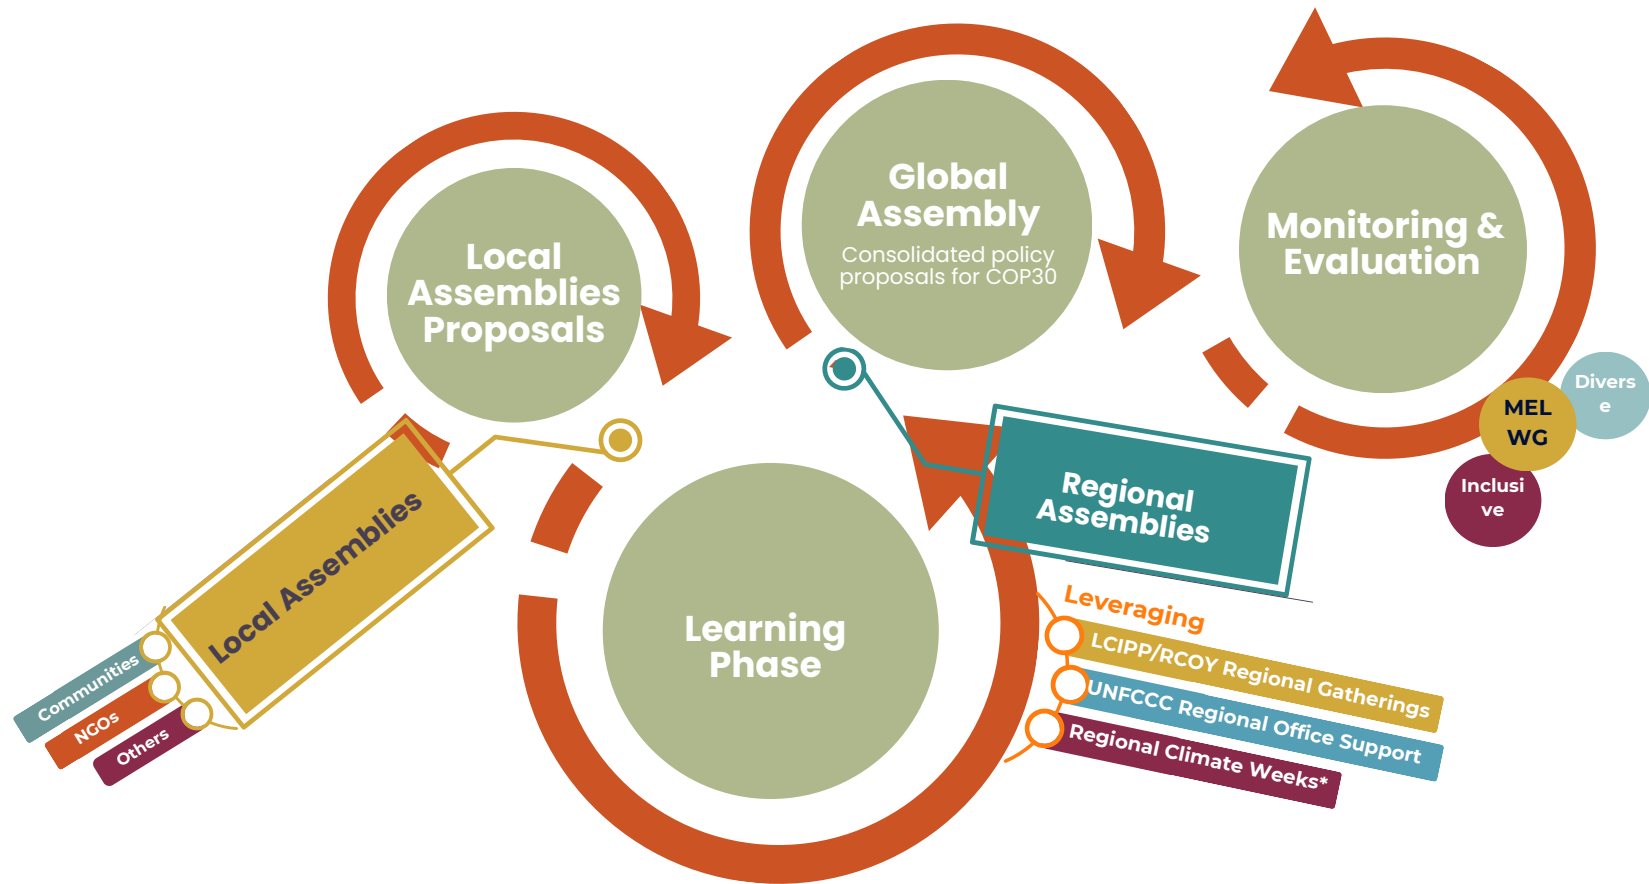 Local
Assemblies
Proposals
Global
Assembly
Consolidated policy
proposals for COP30
Monitoring &
Evaluation
Divers
e
MEL
WG
Inclusi
ve
Local Assemblies
Communities
NGOs
Others
Learning
Phase
Regional
Assemblies
Leveraging
LCIPP/RCOY Regional Gatherings
UNFCCC Regional Office Support
Regional Climate Weeks*